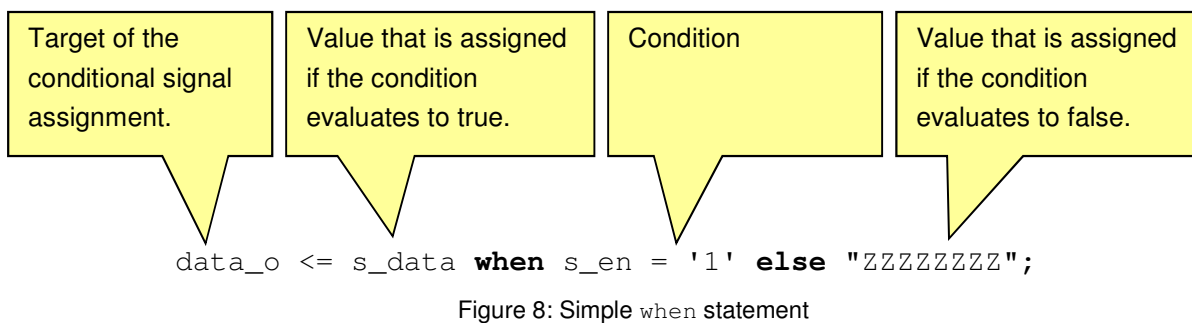 Target of the
conditional signal
assignment.
Value that is assigned
if the condition
evaluates to true.
Condition
Value that is assigned
if the condition
evaluates to false.
data_o <= s_data when s_en = '1' else "ZZZZZZZZ";
Figure 8: Simple when statement